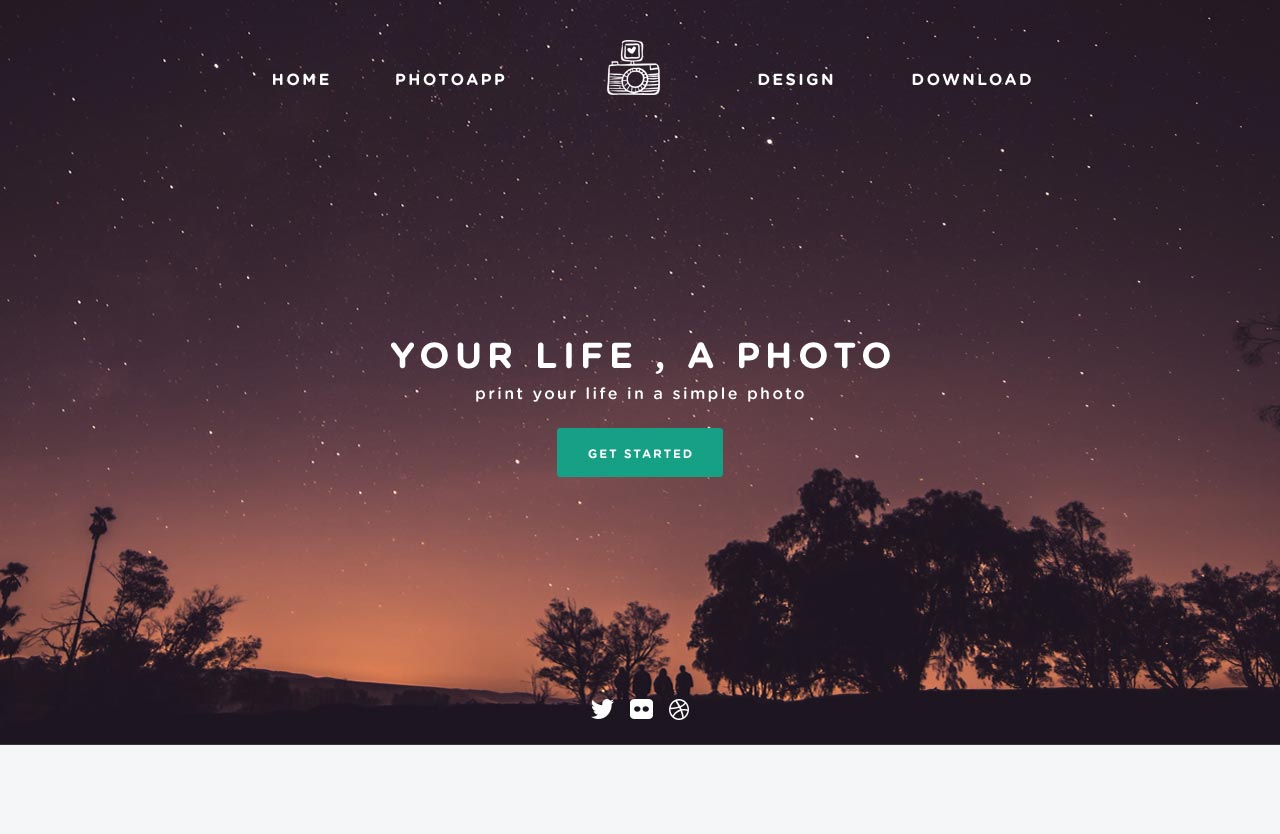 HOME PHOTOAPP DESIGN DOWNLOAD
YOUR LIFE , A PHOTO
print your life in a simple photo
GET STARTED